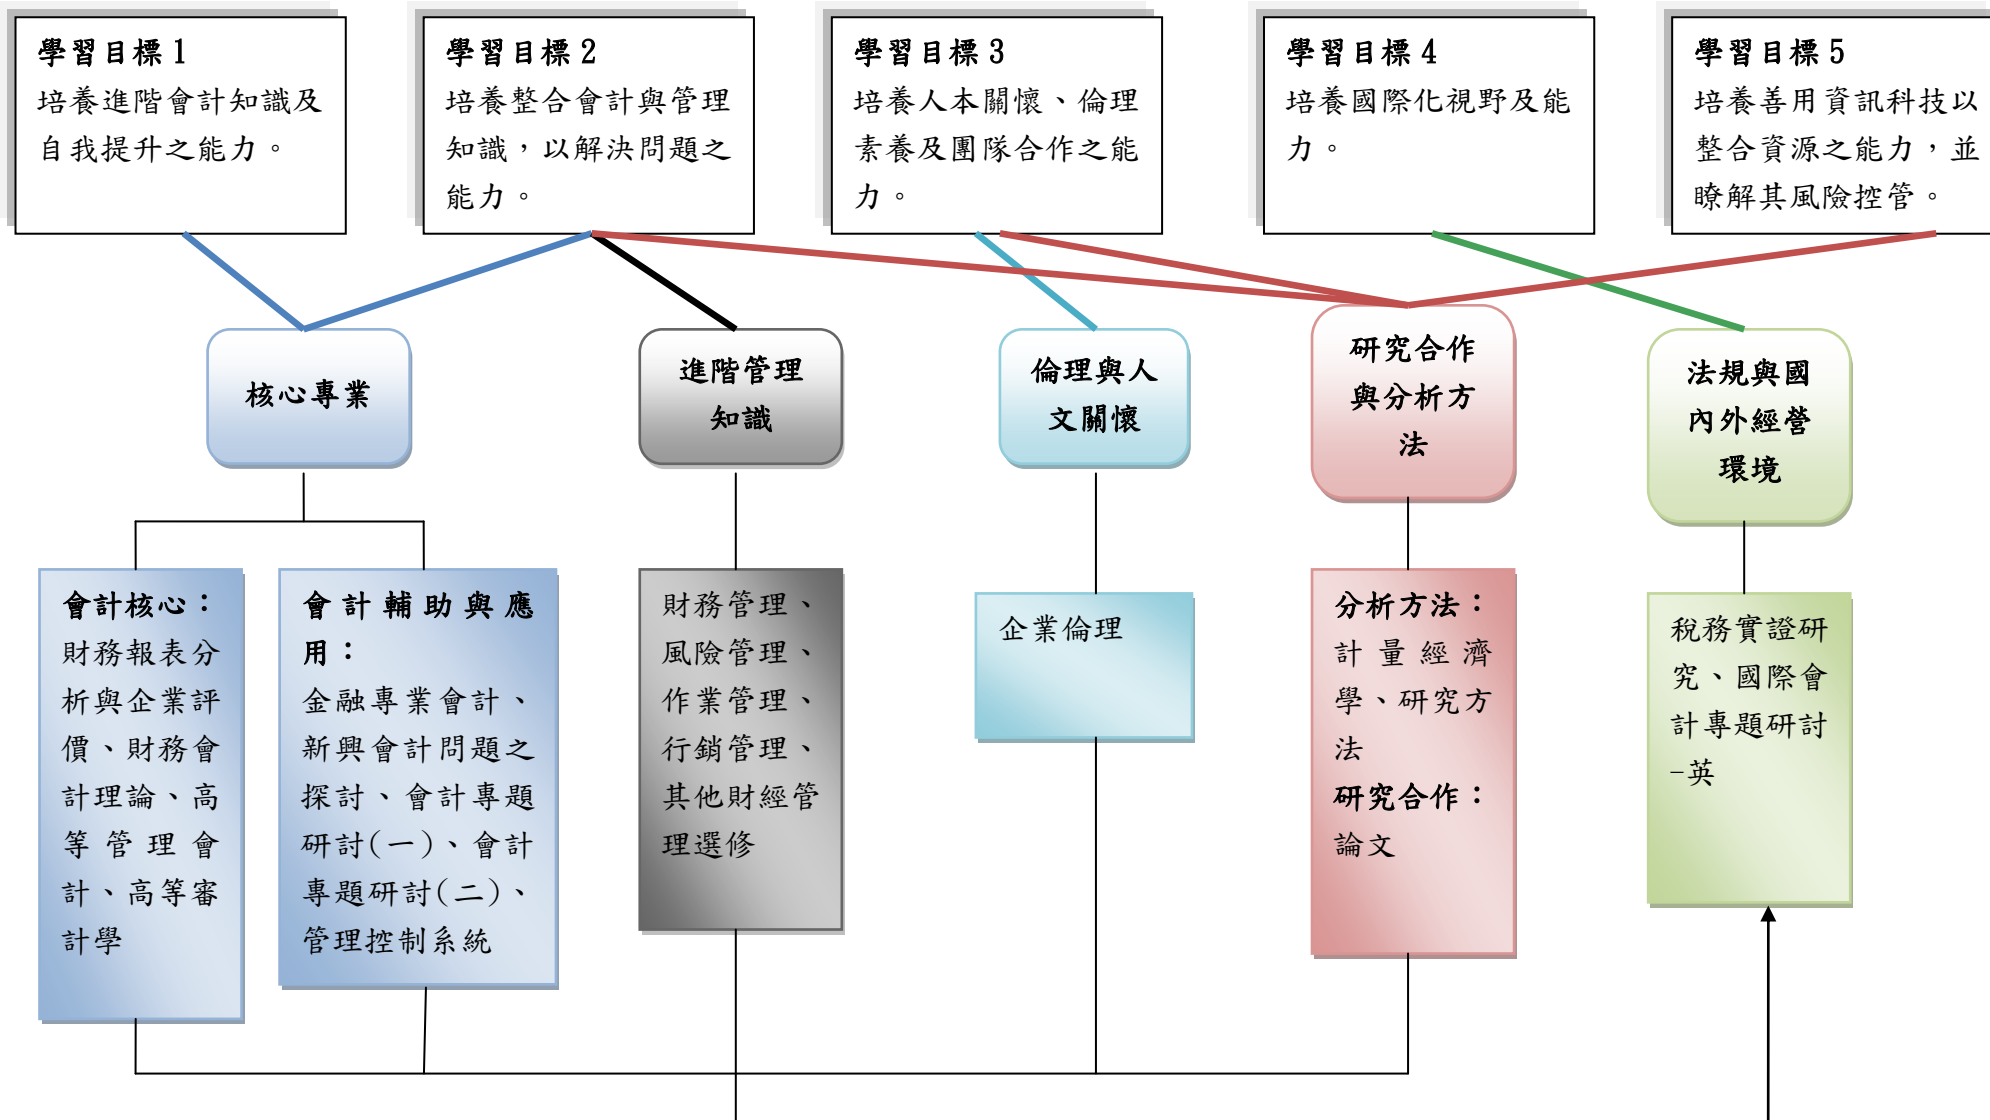 學習目標 1
培養進階會計知識及
自我提升之能力。
學習目標 2
培養整合會計與管理
知識，以解決問題之
能力。
學習目標 3
培養人本關懷、倫理
素養及團隊合作之能
力。
學習目標 4
培養國際化視野及能
力。
學習目標 5
培養善用資訊科技以
整合資源之能力，並
瞭解其風險控管。
核心專業
進階管理
知識
倫理與人
文關懷
研究合作
與分析方
法
法規與國
內外經營
環境
會計核心：
財務報表分
析與企業評
價、財務會
計理論、高
等管理會
計、高等審
計學
會計輔助與應
用：
金融專業會計、
新興會計問題之
探討、會計專題
研討(一)、會計
專題研討(二)、
管理控制系統
財務管理、
風險管理、
作業管理、
行銷管理、
其他財經管
理選修
企業倫理
分析方法：
計量經濟
學、研究方
法
研究合作：
論文
稅務實證研
究、國際會
計專題研討
-英